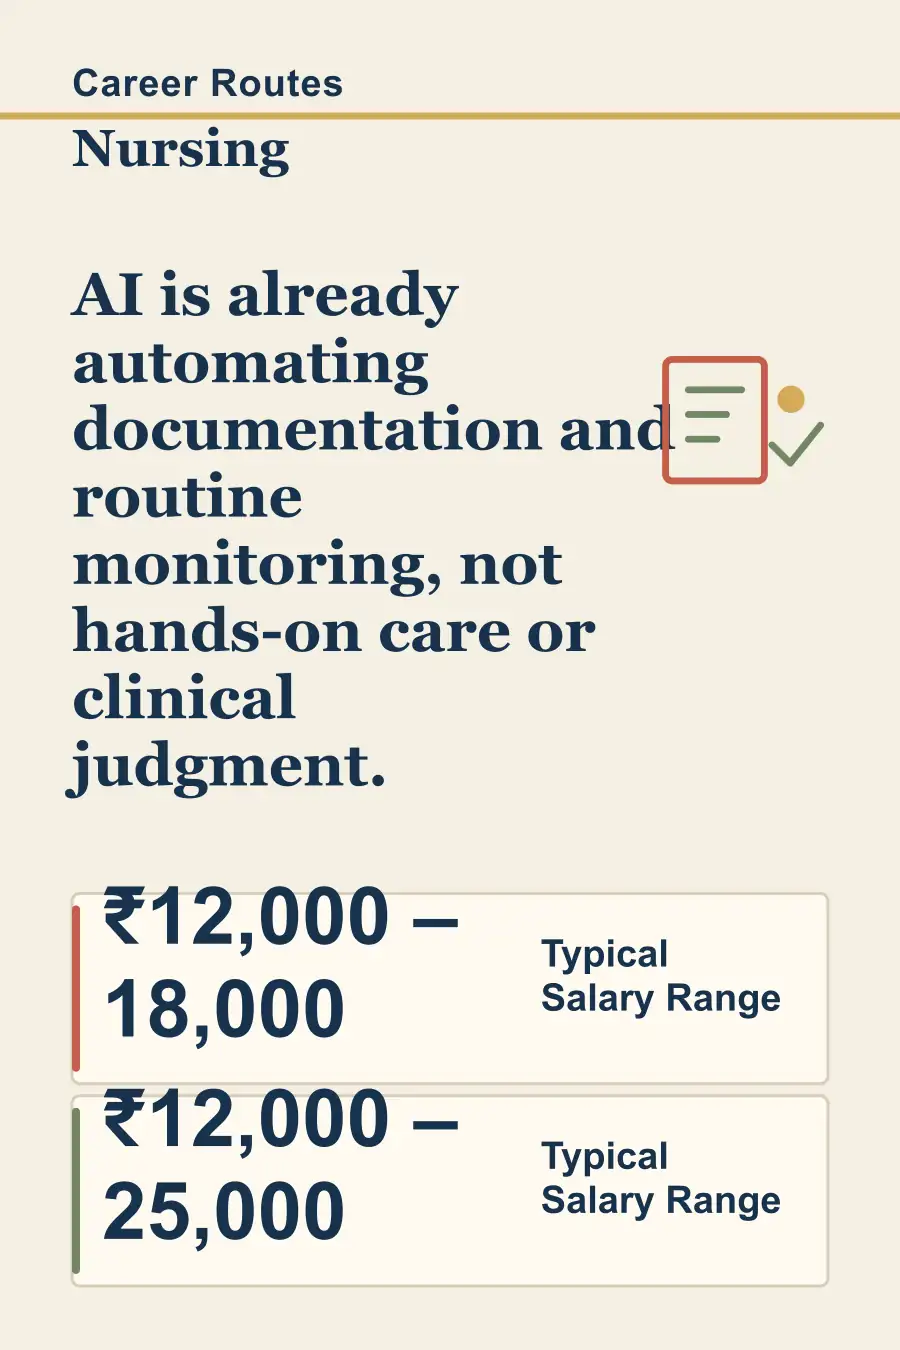 Career Routes
Nursing
AI is already
automating
documentation and
routine
monitoring, not
hands-on care or
clinical
judgment.
₹12,000 –
18,000
Typical
Salary Range
₹12,000 –
25,000
Typical
Salary Range